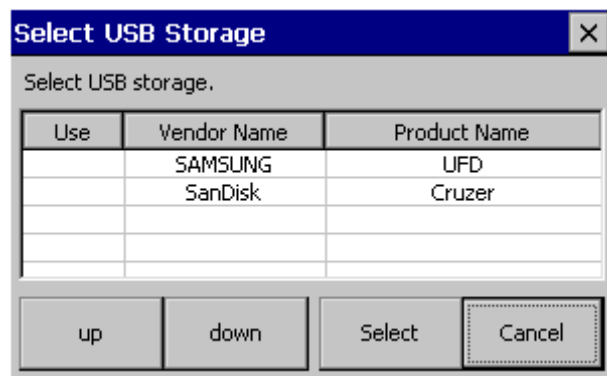 Select USB Storage
Select USB storage.
Use Vendor Name Product Name
SAMSUNG UFD
SanDisk Cruzer
up down Select Cancel